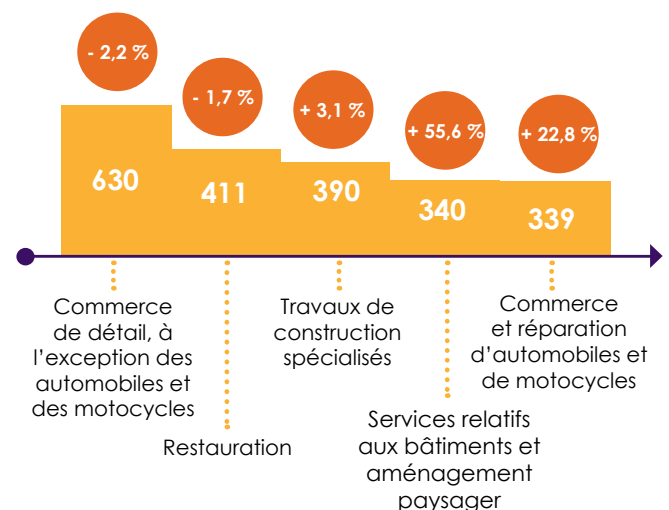 - 2,2 %
- 1,7 %
+ 3,1 %
+ 55,6 %
+ 22,8 %
630
411
390
340
339
Commerce
de détail, à
l’exception des
automobiles et
des motocycles
Restauration
Travaux de
construction
spécialisés
Services relatifs
aux bâtiments et
aménagement
paysager
Commerce
et réparation
d’automobiles et
de motocycles